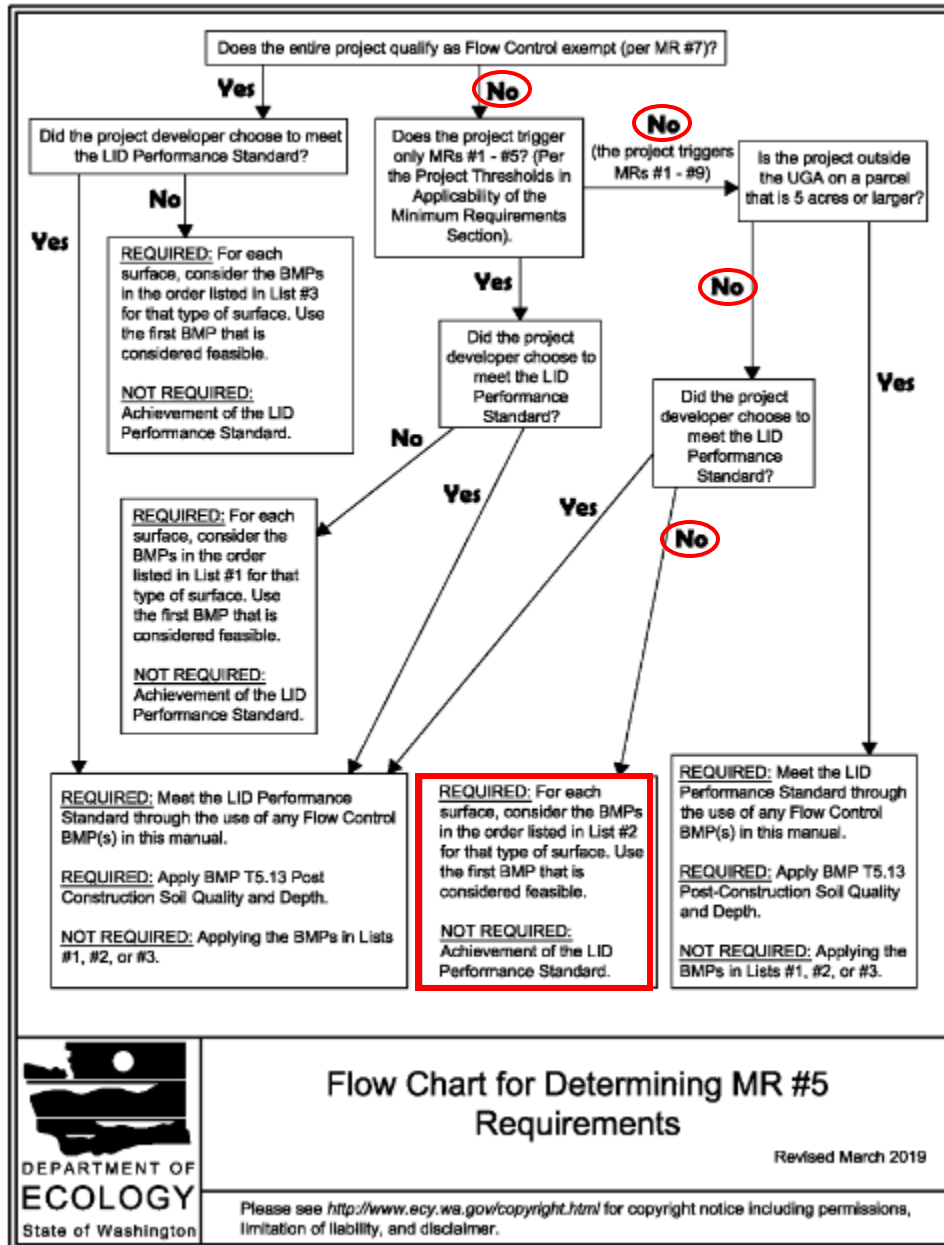 Does the entire project qualify as Flow Control exempt (per MR #7)?
Yes
No
Did the project developer choose to meet
the LID Performance Standard?
Does the project trigger
only MRs #1 - #5? (Per
the Project Thresholds in
Applicability of the
Minimum Requirements
Section).
No
(the project triggers
MRs #1 - #9)
Is the project outside
the UGA on a parcel
that is 5 acres or larger?
No
Yes
REQUIRED: For each
surface, consider the BMPs
in the order listed in List #3
for that type of surface. Use
the first BMP that is
considered feasible.
NOT REQUIRED:
Achievement of the LID
Performance Standard.
Yes
No
Yes
Did the project
developer choose to
meet the LID
Performance
Standard?
Did the project
developer choose to
meet the LID
Performance
Standard?
No
Yes
Yes
No
REQUIRED: For each
surface, consider the
BMPs in the order
listed in List #1 for that
type of surface. Use
the first BMP that is
considered feasible.
NOT REQUIRED:
Achievement of the LID
Performance Standard.
REQUIRED: Meet the LID Performance
Standard through the use of any Flow Control
BMP(s) in this manual.
REQUIRED: Apply BMP T5.13 Post
Construction Soil Quality and Depth.
NOT REQUIRED: Applying the BMPs in Lists
#1, #2, or #3.
REQUIRED: For each
surface, consider the BMPs
in the order listed in List #2
for that type of surface. Use
the first BMP that is
considered feasible.
NOT REQUIRED:
Achievement of the LID
Performance Standard.
REQUIRED: Meet the LID
Performance Standard through
the use of any Flow Control
BMP(s) in this manual.
REQUIRED: Apply BMP T5.13
Post-Construction Soil Quality
and Depth.
NOT REQUIRED: Applying the
BMPs in Lists #1, #2, or #3.
DEPARTMENT OF
ECOLOGY
State of Washington
Flow Chart for Determining MR #5
Requirements
Revised March 2019
Please see http://www.ecy.wa.gov/copyright.html for copyright notice including permissions,
limitation of liability, and disclaimer.